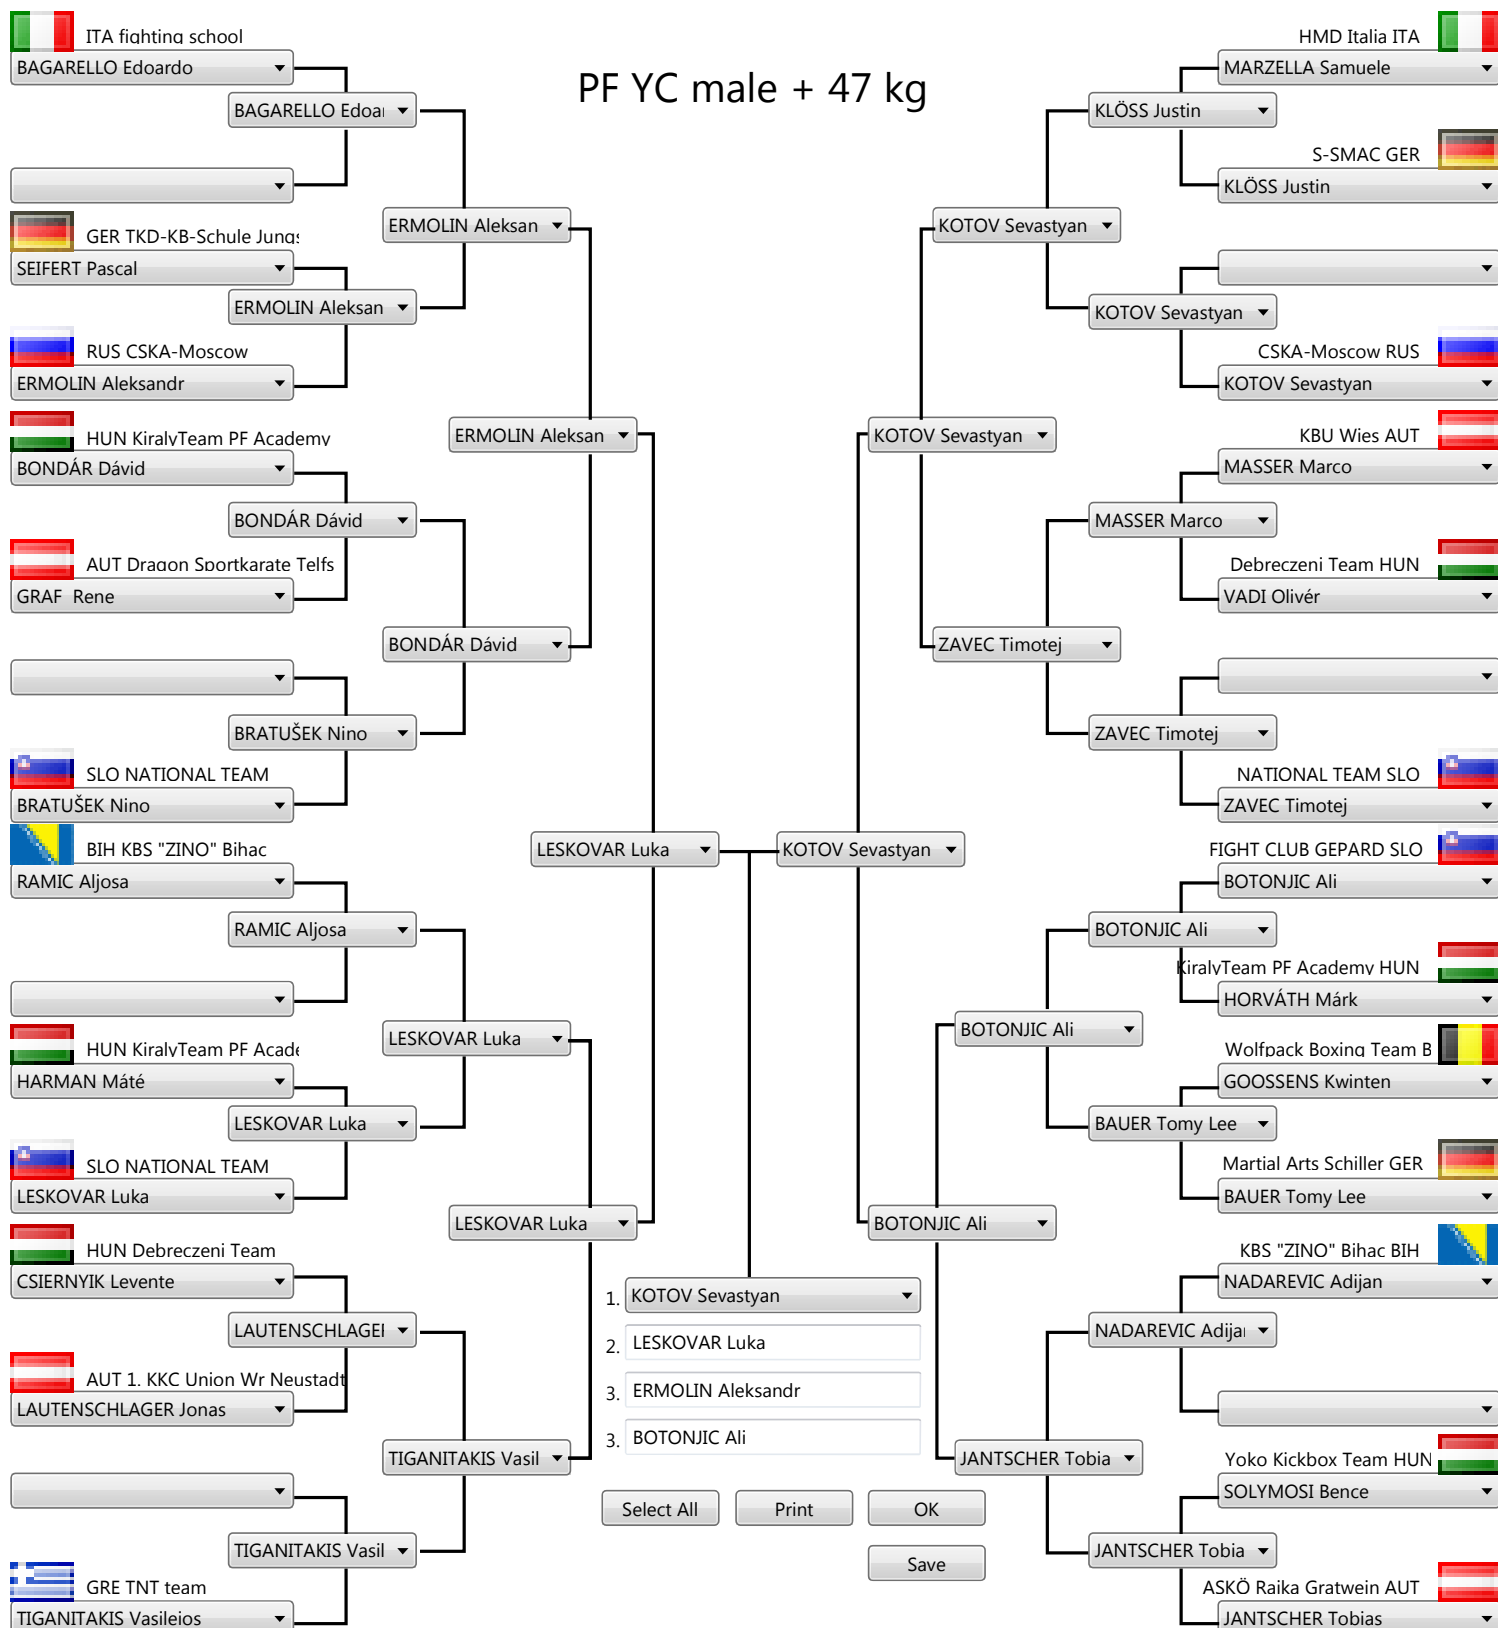 PF YC male + 47 kg
ITA fighting school
BAGARELLO Edoardo
BAGARELLO Edoar
GER TKD-KB-Schule Jungs
SEIFERT Pascal
ERMOLIN Aleksan
ERMOLIN Aleksan
RUS CSKA-Moscow
ERMOLIN Aleksandr
HUN KiralyTeam PF Academy
BONDÁR Dávid
ERMOLIN Aleksan
BONDÁR Dávid
AUT Dragon Sportkarate Telfs
GRAF  Rene
BONDÁR Dávid
BRATUŠEK Nino
SLO NATIONAL TEAM
BRATUŠEK Nino
BIH KBS "ZINO" Bihac
RAMIC Aljosa
LESKOVAR Luka
RAMIC Aljosa
HUN KiralyTeam PF Acade
HARMAN Máté
LESKOVAR Luka
LESKOVAR Luka
SLO NATIONAL TEAM
LESKOVAR Luka
LESKOVAR Luka
HUN Debreczeni Team
CSIERNYIK Levente
LAUTENSCHLAGEI
AUT 1. KKC Union Wr Neustadt
LAUTENSCHLAGER Jonas
TIGANITAKIS Vasil
TIGANITAKIS Vasil
GRE TNT team
TIGANITAKIS Vasileios
HMD Italia ITA
MARZELLA Samuele
KLÖSS Justin
S-SMAC GER
KLÖSS Justin
KOTOV Sevastyan
KOTOV Sevastyan
CSKA-Moscow RUS
KOTOV Sevastyan
KOTOV Sevastyan
KBU Wies AUT
MASSER Marco
MASSER Marco
Debreczeni Team HUN
VADI Olivér
ZAVEC Timotej
ZAVEC Timotej
NATIONAL TEAM SLO
ZAVEC Timotej
KOTOV Sevastyan
FIGHT CLUB GEPARD SLO
BOTONJIC Ali
BOTONJIC Ali
KiralyTeam PF Academy HUN
HORVÁTH Márk
BOTONJIC Ali
Wolfpack Boxing Team B
GOOSSENS Kwinten
BAUER Tomy Lee
Martial Arts Schiller GER
BAUER Tomy Lee
BOTONJIC Ali
KBS "ZINO" Bihac BIH
NADAREVIC Adijan
NADAREVIC Adijar
JANTSCHER Tobia
Yoko Kickbox Team HUN
SOLYMOSI Bence
JANTSCHER Tobia
ASKÖ Raika Gratwein AUT
JANTSCHER Tobias
1. KOTOV Sevastyan
2. LESKOVAR Luka
3. ERMOLIN Aleksandr
3. BOTONJIC Ali
Select All Print OK
Save